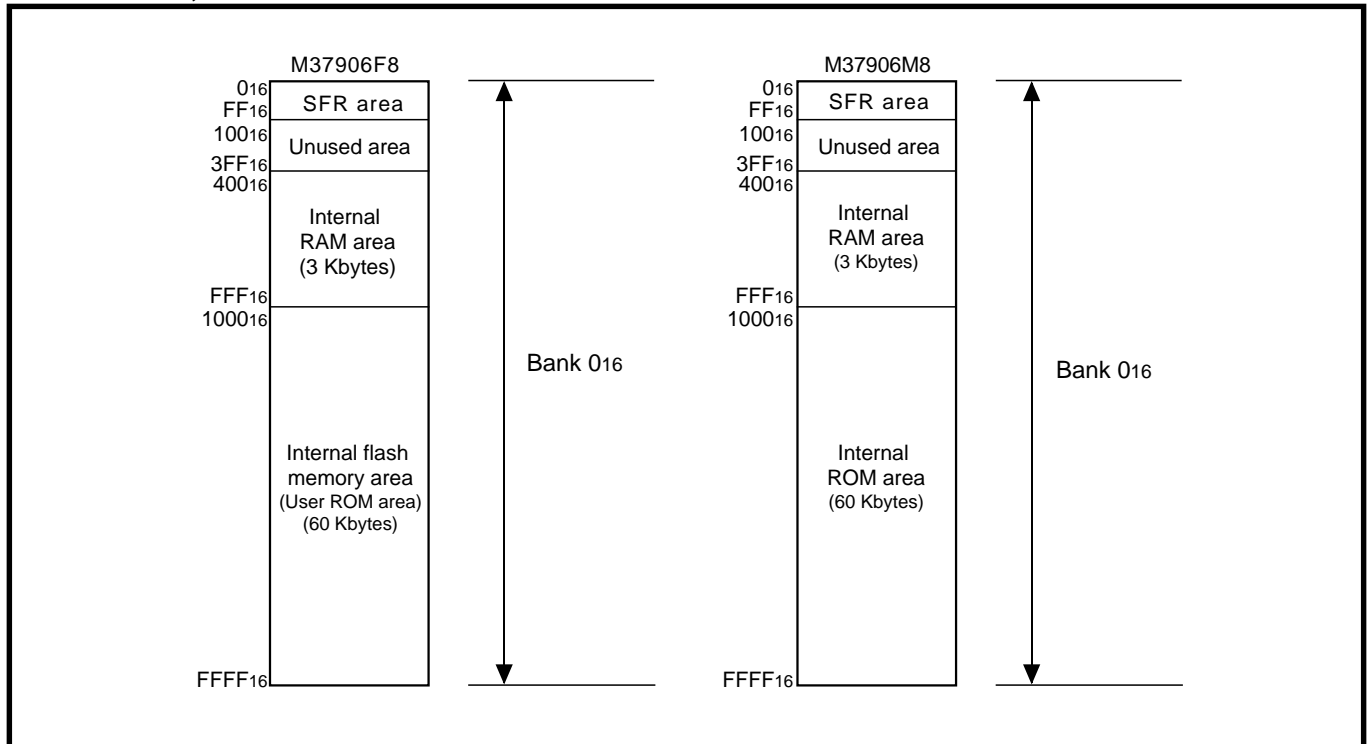 M37906F8
016
FF16
SFR area
10016
3FF16
Unused area
40016
Internal
RAM area
(3 Kbytes)
FFF16
100016
Internal flash
memory area
(User ROM area)
(60 Kbytes)
FFFF16
Bank 016
M37906M8
016
FF16
SFR area
10016
3FF16
Unused area
40016
Internal
RAM area
(3 Kbytes)
FFF16
100016
Internal
ROM area
(60 Kbytes)
FFFF16
Bank 016